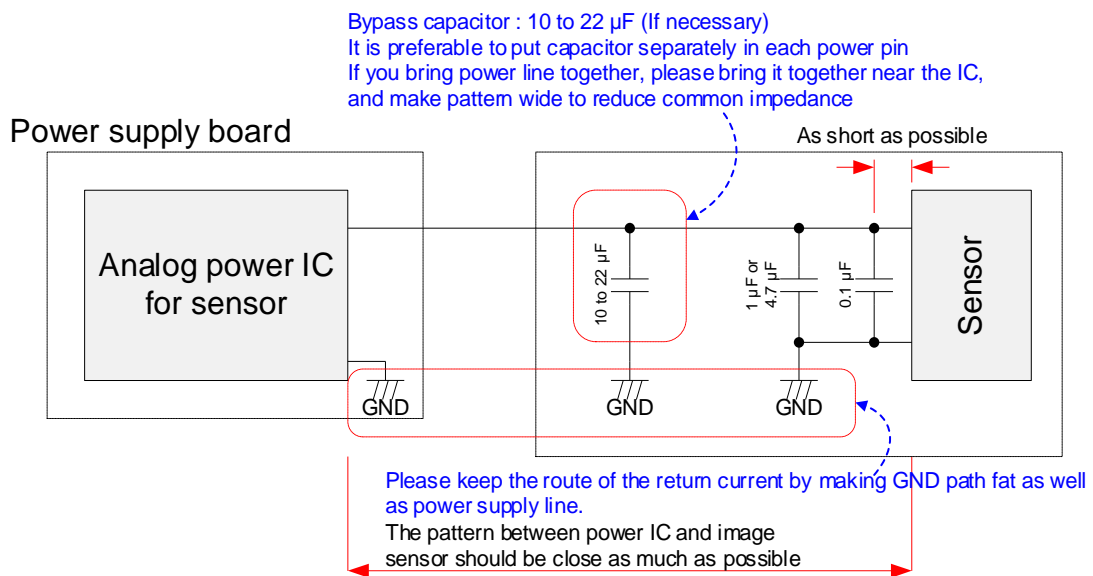 Bypass capacitor : 10 to 22 µF (If necessary)
It is preferable to put capacitor separately in each power pin
If you bring power line together, please bring it together near the IC,
and make pattern wide to reduce common impedance
Power supply board
As short as possible
Analog power IC
for sensor
10 to 22 µF
1 µF or
4.7 µF
0.1 µF
Sensor
GND
GND
GND
Please keep the route of the return current by making GND path fat as well
as power supply line.
The pattern between power IC and image
sensor should be close as much as possible